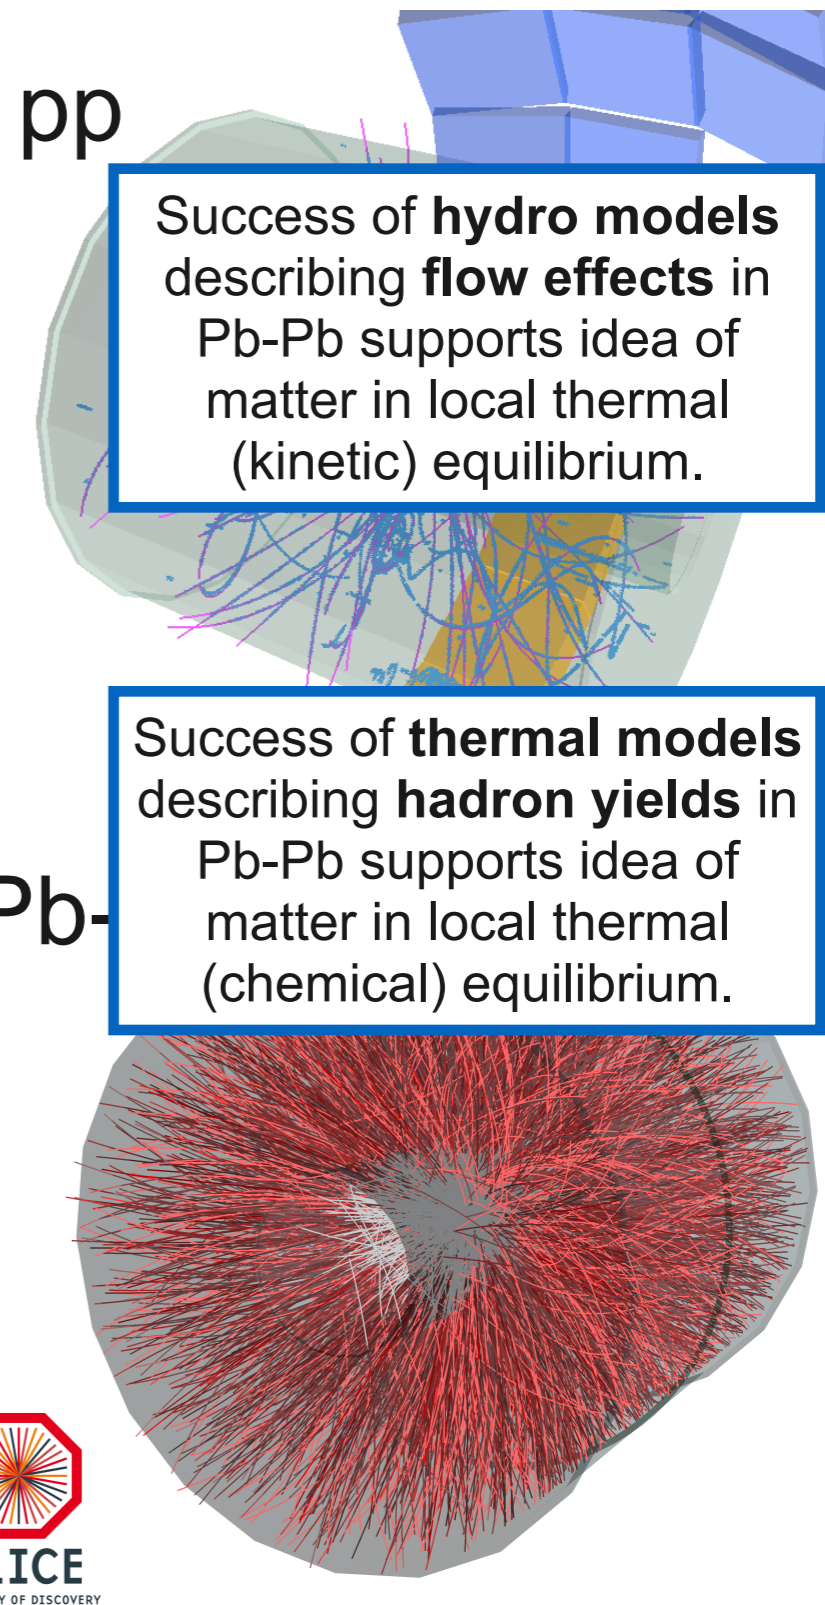 pp
Success of hydro models
describing flow effects in
Pb-Pb supports idea of
matter in local thermal
(kinetic) equilibrium.
Success of thermal models
describing hadron yields in
Pb-Pb supports idea of
matter in local thermal
(chemical) equilibrium.
Pb-
LICE
Y OF DISCOVERY